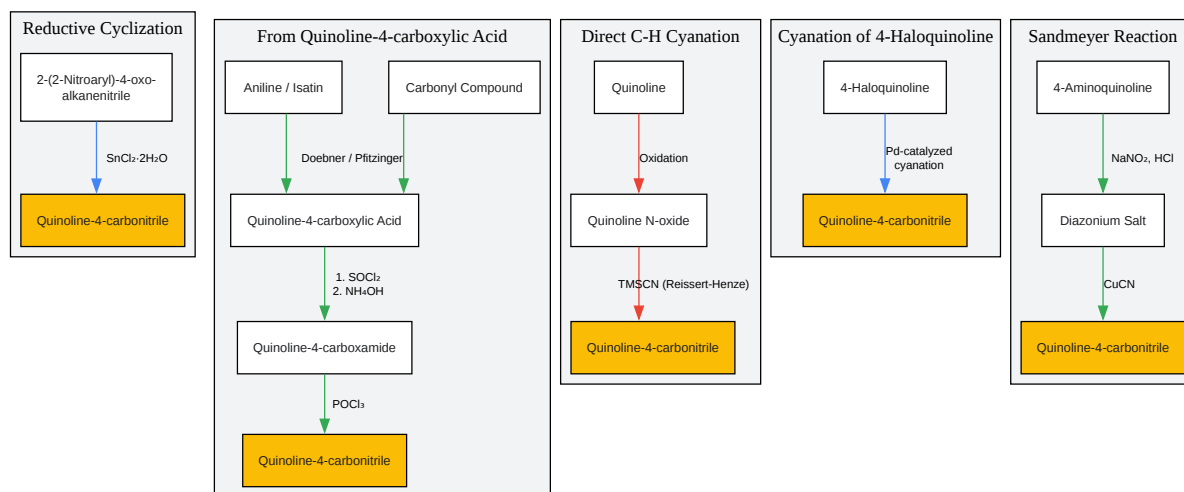 Reductive Cyclization
2-(2-Nitroaryl)-4-oxo-
alkanenitrile
SnCl₂·2H₂O
Quinoline-4-carbonitrile
From Quinoline-4-carboxylic Acid
Aniline / Isatin
Carbonyl Compound
Doebner / Pfitzinger
Quinoline-4-carboxylic Acid
1. SOCl₂
2. NH₄OH
Quinoline-4-carboxamide
POCl₃
Quinoline-4-carbonitrile
Direct C-H Cyanation
Quinoline
Oxidation
Quinoline N-oxide
TMSCN (Reissert-Henze)
Quinoline-4-carbonitrile
Cyanation of 4-Haloquinoline
4-Haloquinoline
Pd-catalyzed
cyanation
Quinoline-4-carbonitrile
Sandmeyer Reaction
4-Aminoquinoline
NaNO₂, HCl
Diazonium Salt
CuCN
Quinoline-4-carbonitrile